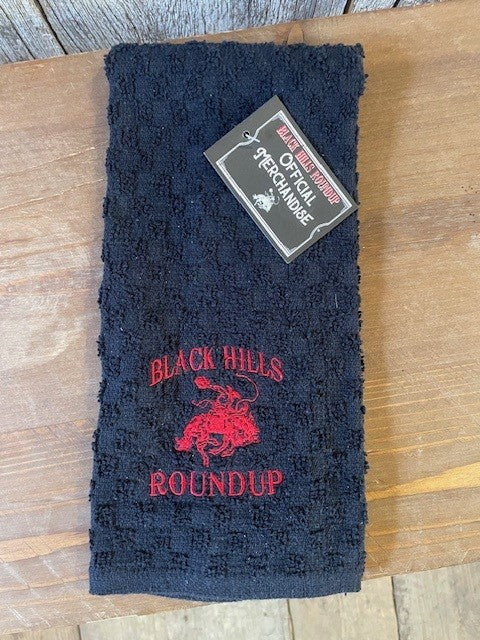 BLACK HILLS ROUNDUP
OFFICIAL
MERCHANDISE
BLACK HILLS
ROUNDUP